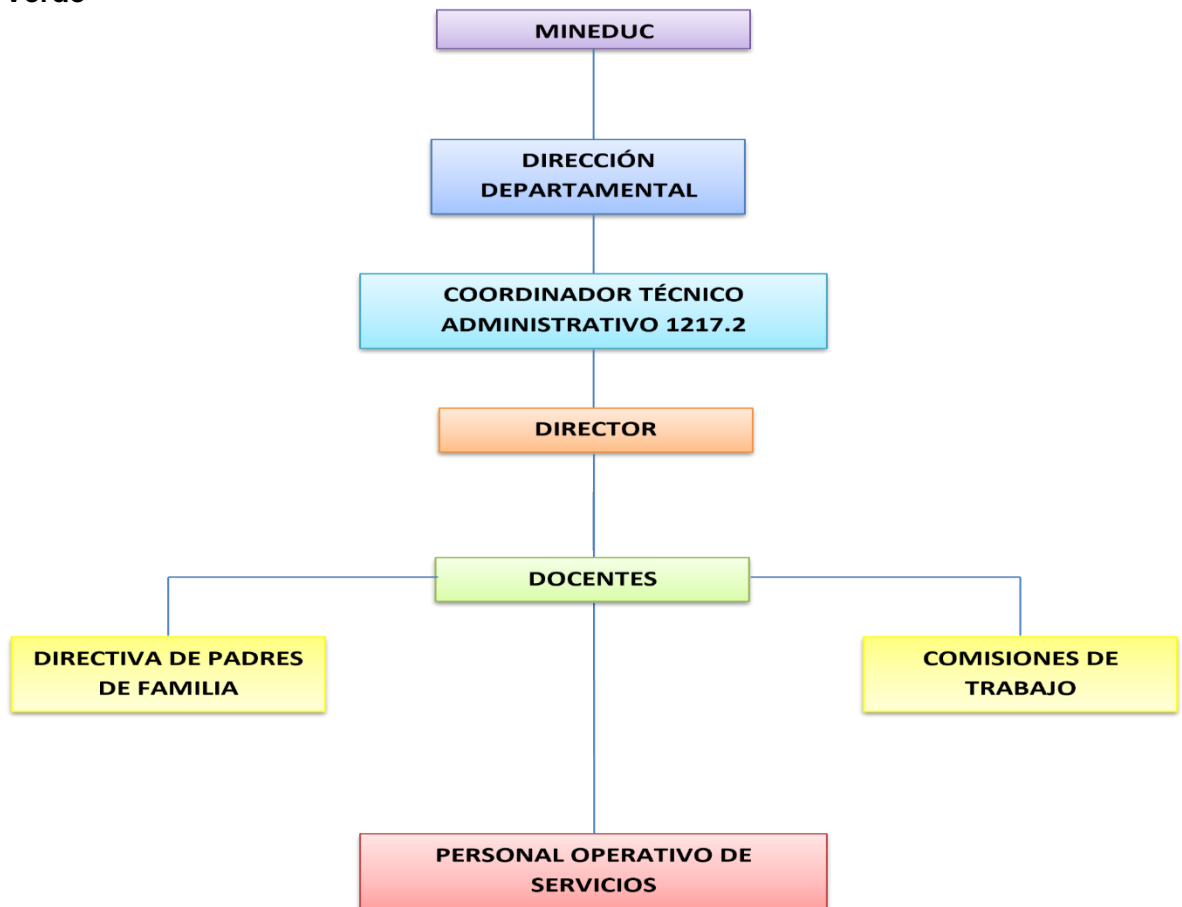 MINEDUC
DIRECCIÓN
DEPARTAMENTAL
COORDINADOR TÉCNICO
ADMINISTRATIVO 1217.2
DIRECTOR
DOCENTES
DIRECTIVA DE PADRES
DE FAMILIA
COMISIONES DE
TRABAJO
PERSONAL OPERATIVO DE
SERVICIOS